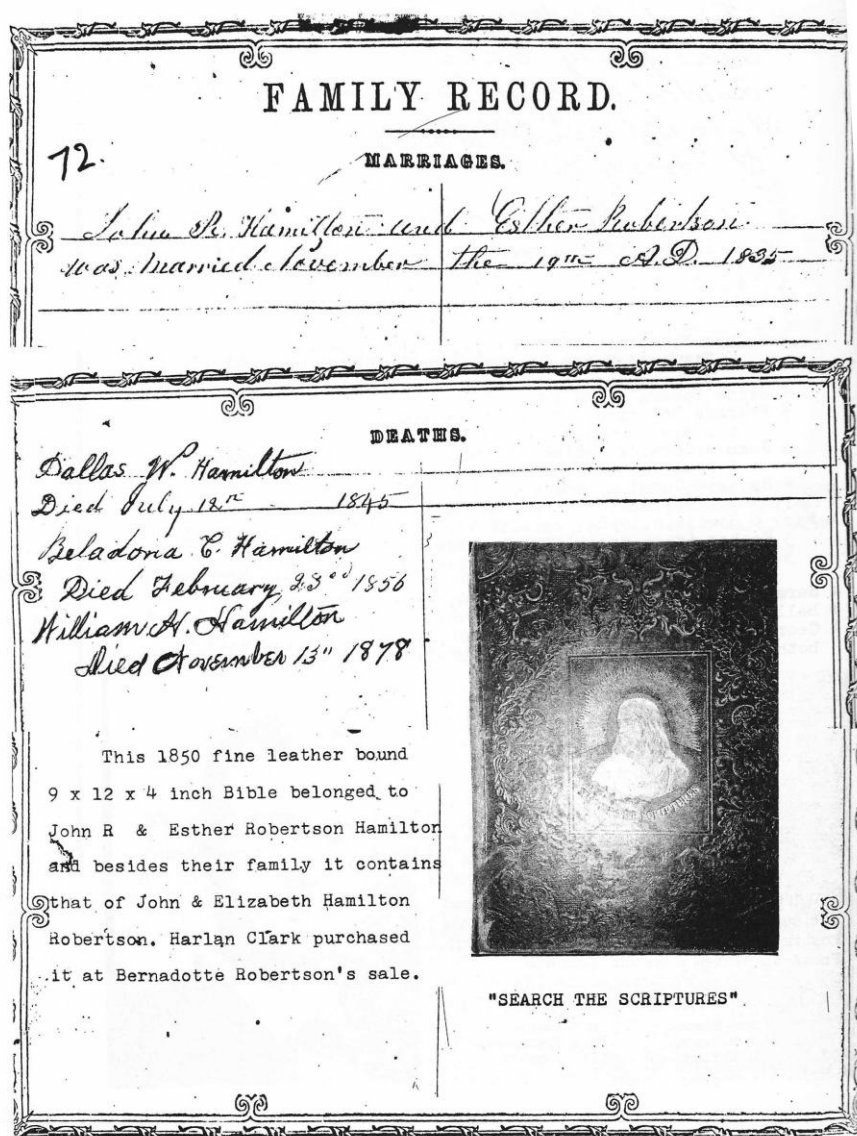 FAMILY RECORD.
72.
MARRIAGES.
John R. Hamilton and Esther Robertson
was married November the 19th A.D. 1835
DEATHS.
Dallas W. Hamilton
Died July 12th 1845
Beladona C. Hamilton
Died February 23rd 1856
William H. Hamilton
Died November 13" 1878
This 1850 fine leather bound
9 x 12 x 4 inch Bible belonged to
John R & Esther Robertson Hamilton
and besides their family it contains
that of John & Elizabeth Hamilton
Robertson. Harlan Clark purchased
it at Bernadotte Robertson's sale.
SCRIPTURES
"SEARCH THE SCRIPTURES"